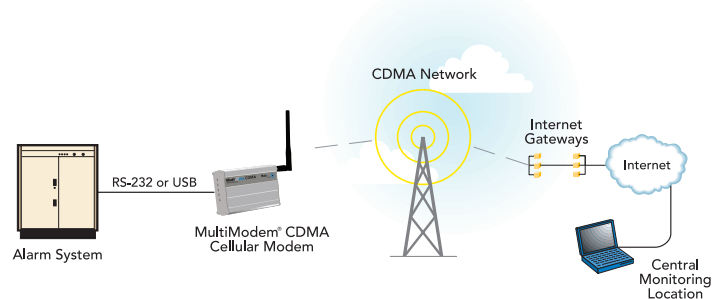 CDMA Network
Internet
Gateways
Internet
RS-232 or USB
MultiModem® CDMA
Cellular Modem
Alarm System
Central
Monitoring
Location